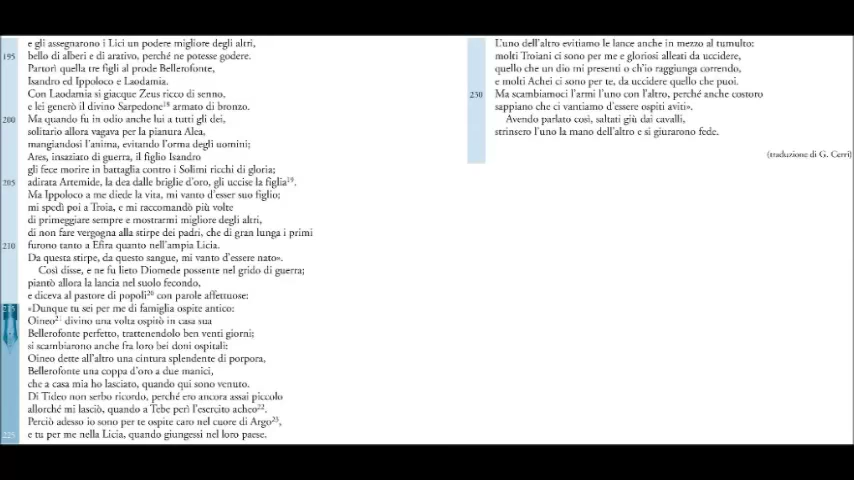 e gli assegnarono i Lici un podere migliore degli altri,
195 bello di alberi e di arativo, perché ne potesse godere.
Partorì quella tre figli al prode Bellerofonte,
Isandro ed Ippoloco e Laodamia.
Con Laodamia si giacque Zeus ricco di senno,
e lei generò il divino Sarpedone18 armato di bronzo.
200 Ma quando fu in odio anche lui a tutti gli dei,
solitario allora vagava per la pianura Alea,
mangiandosi l'anima, evitando l'orma degli uomini;
Ares, insaziato di guerra, il figlio Isandro
gli fece morire in battaglia contro i Solimi ricchi di gloria;
205 adirata Artemide, la dea dalle briglie d'oro, gli uccise la figlia19.
Ma Ippoloco a me diede la vita, mi vanto d'esser suo figlio;
mi spedì poi a Troia, e mi raccomandò più volte
di primeggiare sempre e mostrarmi migliore degli altri,
di non fare vergogna alla stirpe dei padri, che di gran lunga i primi
210 furono tanto a Efira quanto nell'ampia Licia.
Da questa stirpe, da questo sangue, mi vanto d'essere nato».
Così disse, e ne fu lieto Diomede possente nel grido di guerra;
piantò allora la lancia nel suolo fecondo,
e diceva al pastore di popoli20 con parole affettuose:
215 «Dunque tu sei per me di famiglia ospite antico:
Oineo21 divino una volta ospitò in casa sua
Bellerofonte perfetto, trattenendolo ben venti giorni;
si scambiarono anche fra loro bei doni ospitali:
Oineo dette all'altro una cintura splendente di porpora,
Bellerofonte una coppa d'oro a due manici,
che a casa mia ho lasciato, quando qui sono venuto.
Di Tideo non serbo ricordo, perché ero ancora assai piccolo
allorché mi lasciò, quando a Tebe perì l'esercito acheo22.
Perciò adesso io sono per te ospite caro nel cuore di Argo23,
225 e tu per me nella Licia, quando giungessi nel loro paese.
L'uno dell'altro evitiamo le lance anche in mezzo al tumulto:
molti Troiani ci sono per me e gloriosi alleati da uccidere,
quello che un dio mi presenti o ch'io raggiunga correndo,
e molti Achei ci sono per te, da uccidere quello che puoi.
230 Ma scambiamoci l'armi l'uno con l'altro, perché anche costoro
sappiano che ci vantiamo d'essere ospiti aviti».
Avendo parlato così, saltati giù dai cavalli,
strinsero l'uno la mano dell'altro e si giurarono fede.
(traduzione di G. Cerri)